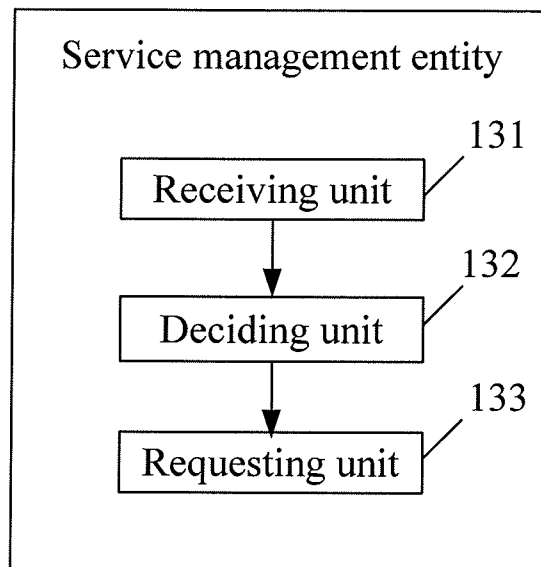 Service management entity
131
Receiving unit
132
Deciding unit
133
Requesting unit